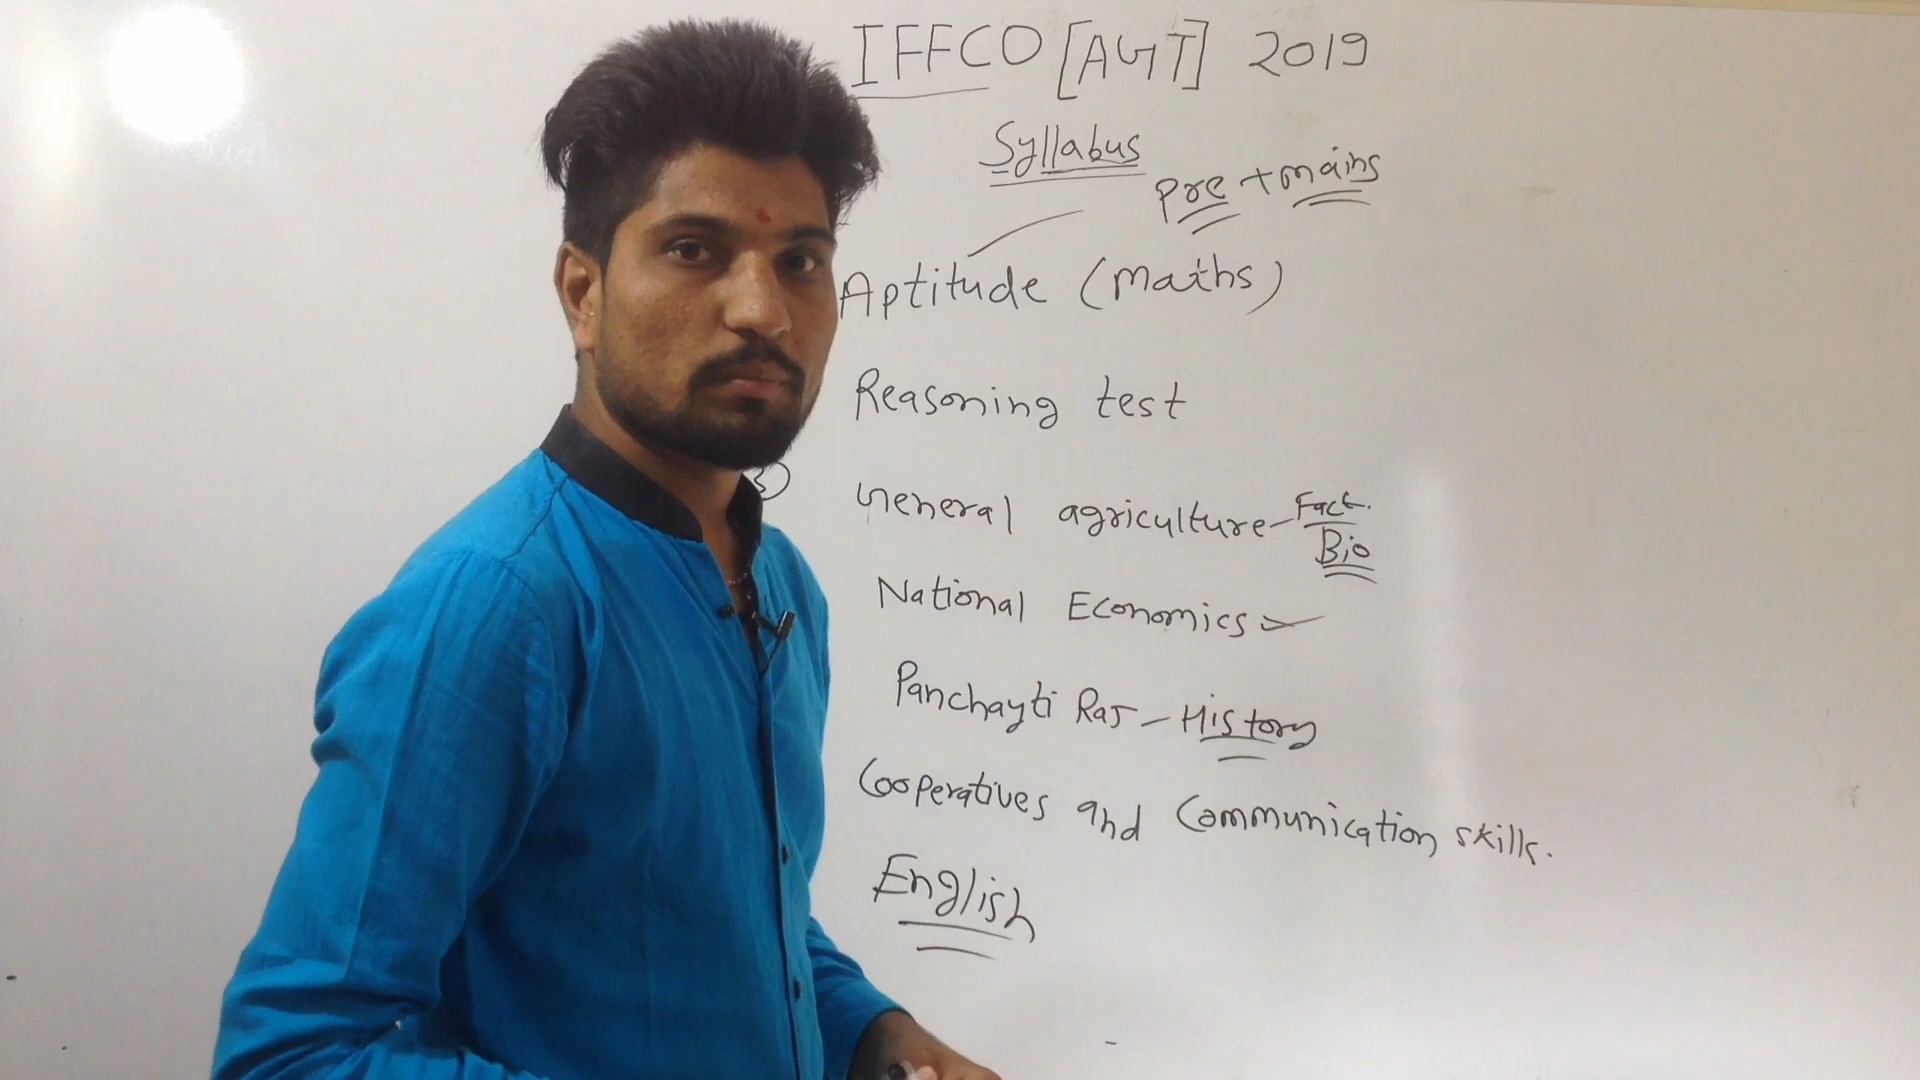 IFFCO [AGT] 2019
Syllabus
Pre + mains
Aptitude (Maths)
Reasoning test
3) General agriculture - Fact.
Bio
National Economics
Panchayti Raj - History
Cooperatives and Communication skills.
English